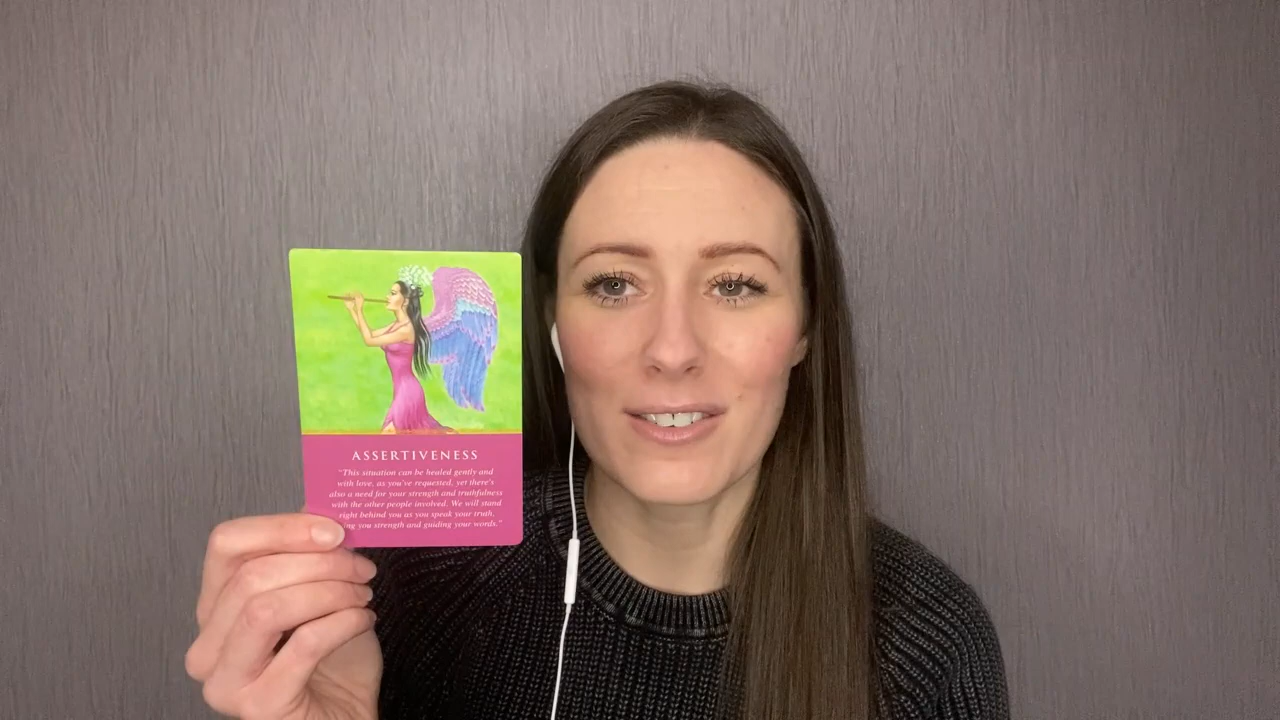 ASSERTIVENESS
"This situation can be healed gently and
with love, as you've requested, yet there's
also a need for your strength and truthfulness
with the other people involved. We will stand
right behind you as you speak your truth,
you strength and guiding your words."